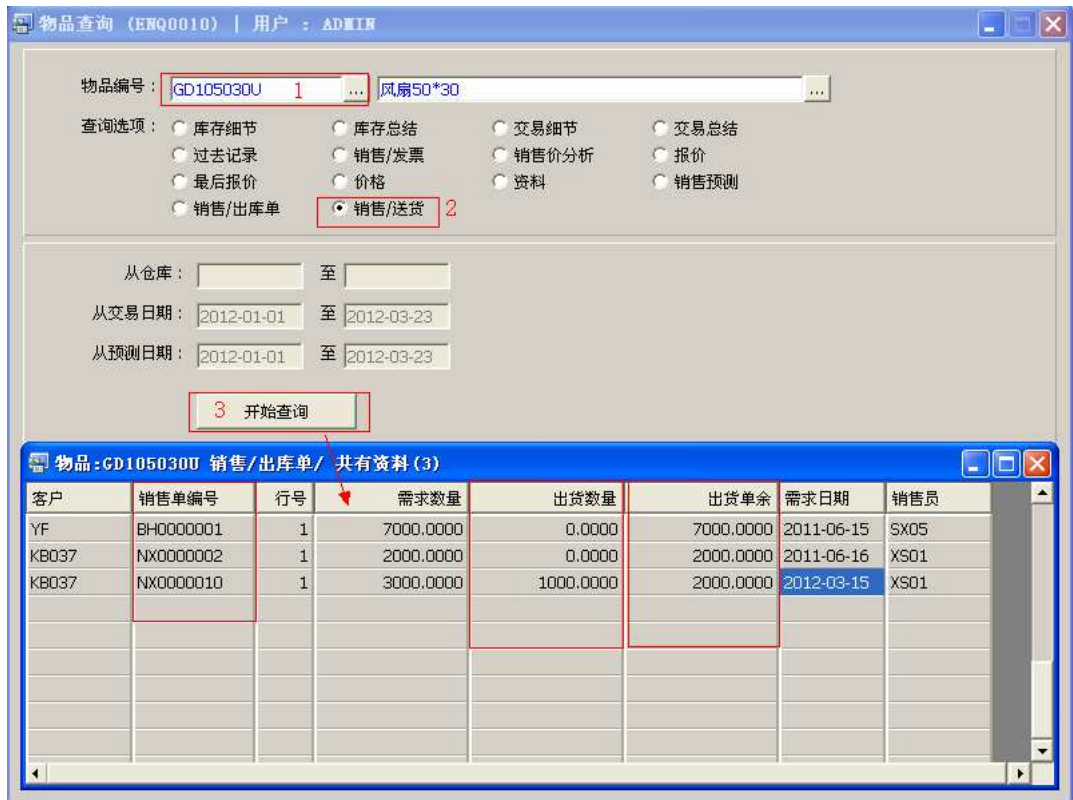 物品查询 (ENQ0010) | 用户 : ADMIN
物品编号： GD105030U 1 ... 风扇50*30 ...
查询选项： 库存细节 库存总结 交易细节 交易总结
过去记录 销售/发票 销售价分析 报价
最后报价 价格 资料 销售预测
销售/出库单 销售/送货 2
从仓库： 至
从交易日期： 2012-01-01 至 2012-03-23
从预测日期： 2012-01-01 至 2012-03-23
3 开始查询
物品:GD105030U 销售/出库单/ 共有资料(3)
客户 销售单编号 行号 需求数量 出货数量 出货单余 需求日期 销售员
YF BH0000001 1 7000.0000 0.0000 7000.0000 2011-06-15 SX05
KB037 NX0000002 1 2000.0000 0.0000 2000.0000 2011-06-16 XS01
KB037 NX0000010 1 3000.0000 1000.0000 2000.0000 2012-03-15 XS01